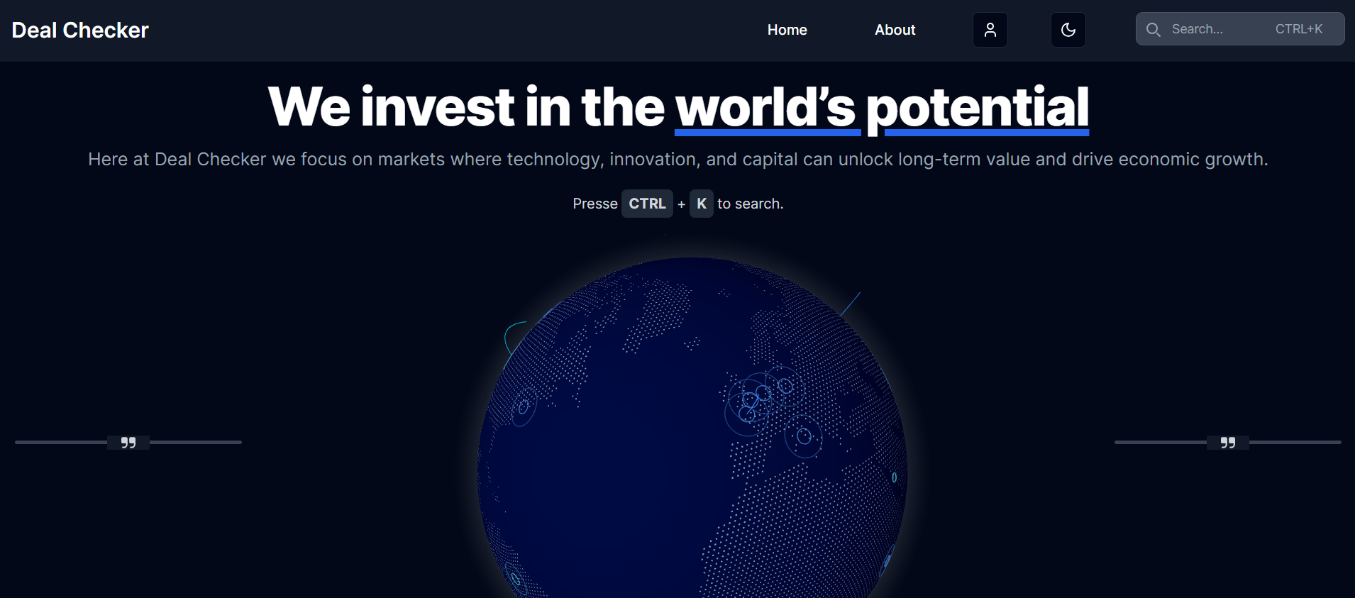 Deal Checker
Home
About
Search...
CTRL+K
We invest in the world’s potential
Here at Deal Checker we focus on markets where technology, innovation, and capital can unlock long-term value and drive economic growth.
Presse CTRL + K to search.